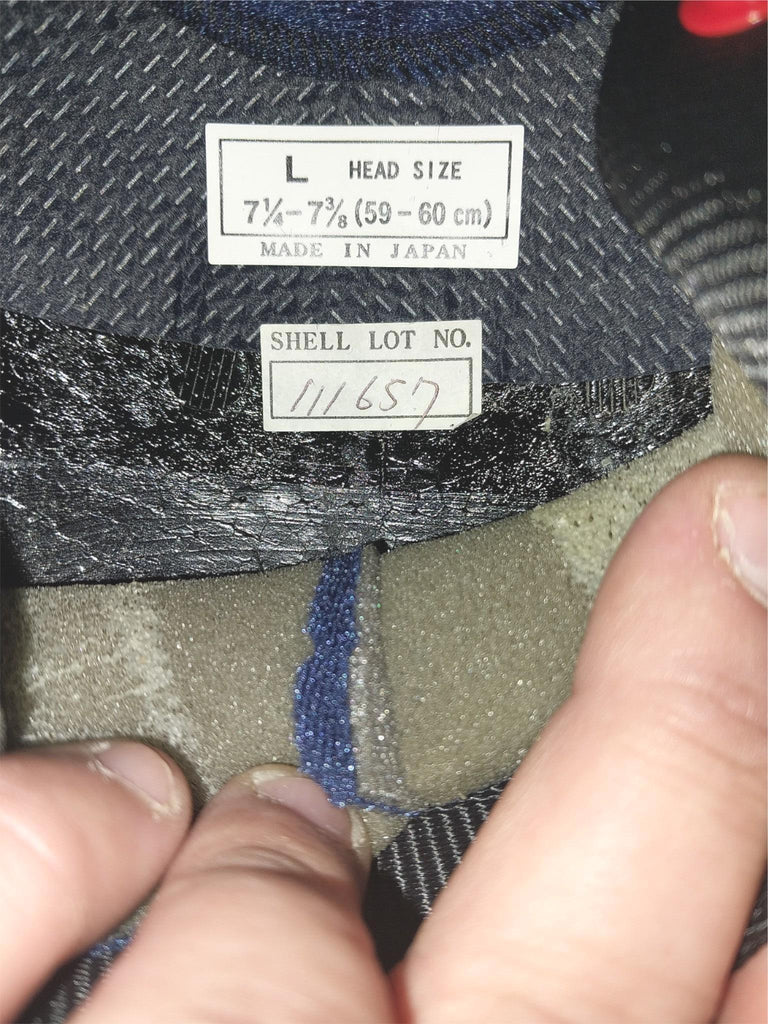 L HEAD SIZE
7¼-7⅜ (59-60 cm)
MADE IN JAPAN
SHELL LOT NO.
111657